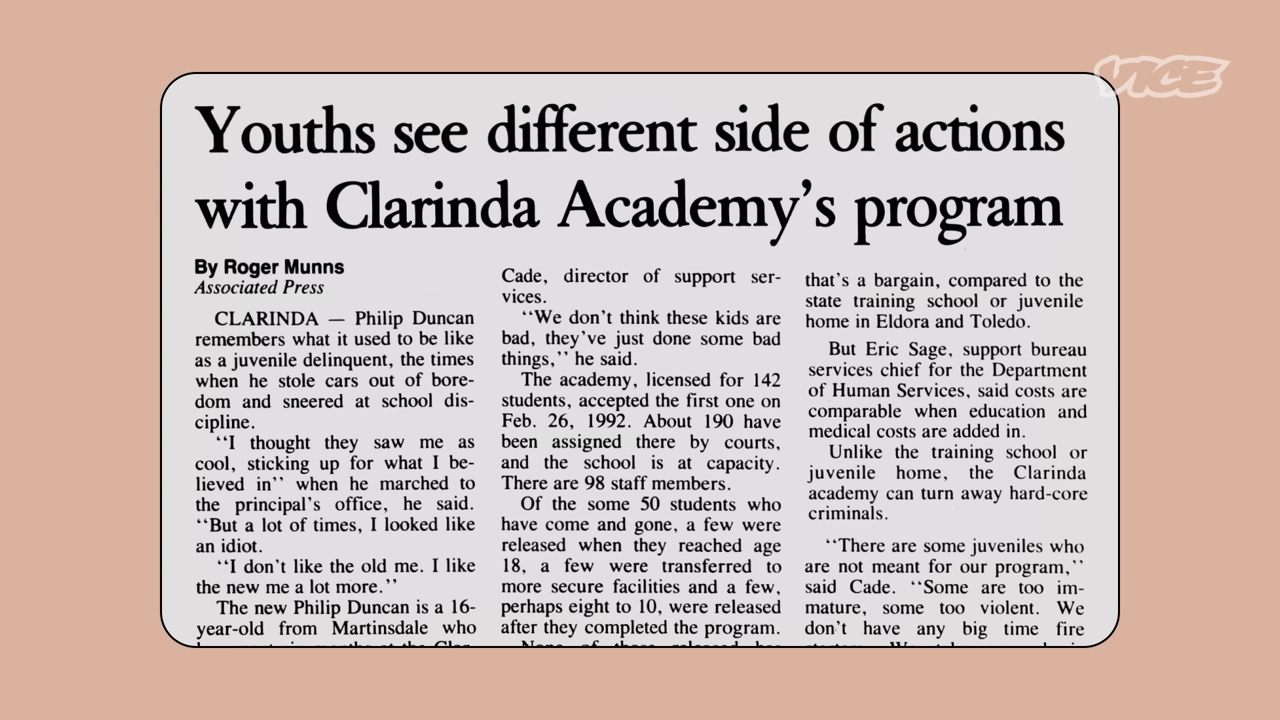 VICE
Youths see different side of actions
with Clarinda Academy's program
By Roger Munns
Associated Press
CLARINDA — Philip Duncan
remembers what it used to be like
as a juvenile delinquent, the times
when he stole cars out of bore-
dom and sneered at school dis-
cipline.
‘‘I thought they saw me as
cool, sticking up for what I be-
lieved in’’ when he marched to
the principal's office, he said.
‘‘But a lot of times, I looked like
an idiot.
‘‘I don't like the old me. I like
the new me a lot more.’’
The new Philip Duncan is a 16-
year-old from Martinsdale who
Cade, director of support ser-
vices.
‘‘We don't think these kids are
bad, they've just done some bad
things,’’ he said.
The academy, licensed for 142
students, accepted the first one on
Feb. 26, 1992. About 190 have
been assigned there by courts,
and the school is at capacity.
There are 98 staff members.
Of the some 50 students who
have come and gone, a few were
released when they reached age
18, a few were transferred to
more secure facilities and a few,
perhaps eight to 10, were released
after they completed the program.
that's a bargain, compared to the
state training school or juvenile
home in Eldora and Toledo.
But Eric Sage, support bureau
services chief for the Department
of Human Services, said costs are
comparable when education and
medical costs are added in.
Unlike the training school or
juvenile home, the Clarinda
academy can turn away hard-core
criminals.
‘‘There are some juveniles who
are not meant for our program,’’
said Cade. ‘‘Some are too im-
mature, some too violent. We
don't have any big time fire